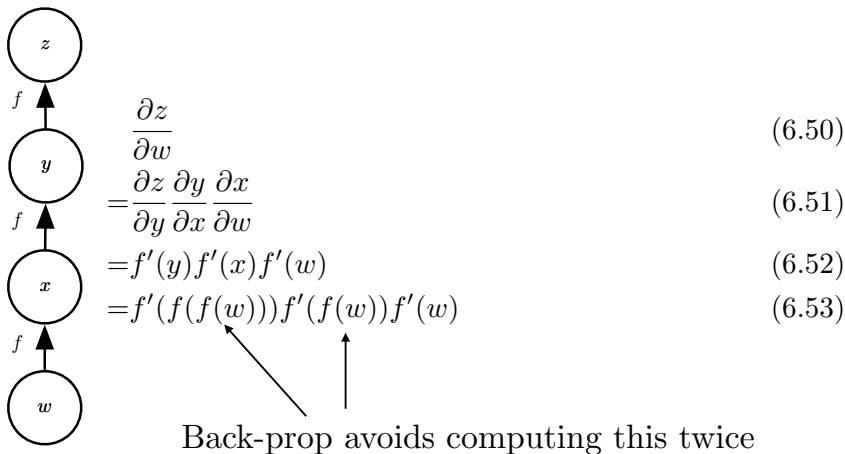 z
f
∂z/∂w (6.50)
y
=∂z/∂y ∂y/∂x ∂x/∂w (6.51)
f
=f′(y)f′(x)f′(w) (6.52)
x
=f′(f(f(w)))f′(f(w))f′(w) (6.53)
f
w
Back-prop avoids computing this twice